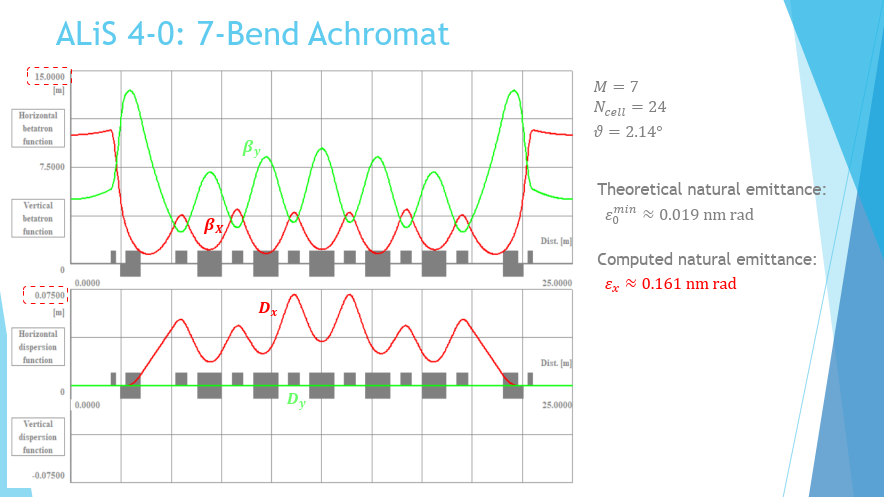 ALiS 4-0: 7-Bend Achromat
15.0000
[m]
Horizontal
betatron
function
7.5000
Vertical
betatron
function
0
β_y
β_x
Dist. [m]
0.0000
25.0000
0.07500
[m]
Horizontal
dispersion
function
0
D_x
Dist. [m]
D_y
0.0000
25.0000
Vertical
dispersion
function
-0.07500
M = 7
N_cell = 24
ϑ = 2.14°
Theoretical natural emittance:
ε_0^min ≈ 0.019 nm rad
Computed natural emittance:
ε_x ≈ 0.161 nm rad